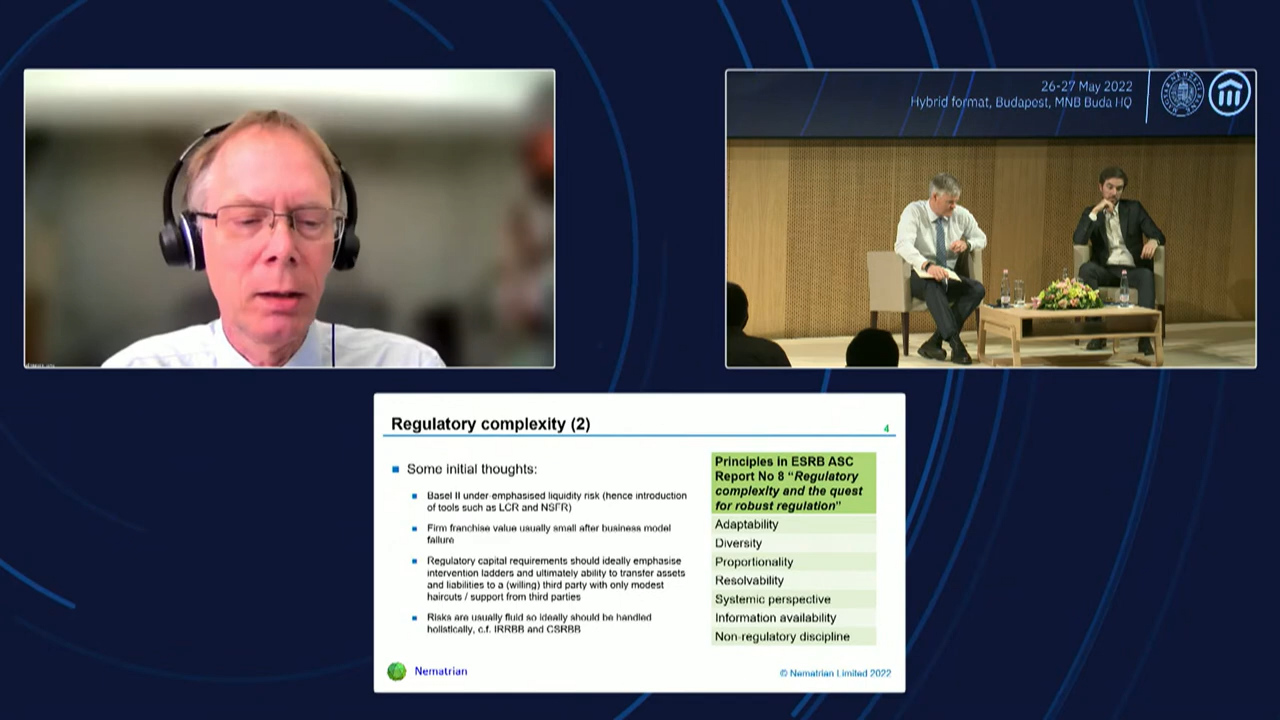 26-27 May 2022
Hybrid format, Budapest, MNB Buda HQ
Regulatory complexity (2)
4
Some initial thoughts:
Basel II under-emphasised liquidity risk (hence introduction
of tools such as LCR and NSFR)
Firm franchise value usually small after business model
failure
Regulatory capital requirements should ideally emphasise
intervention ladders and ultimately ability to transfer assets
and liabilities to a (willing) third party with only modest
haircuts / support from third parties
Risks are usually fluid so ideally should be handled
holistically, c.f. IRRBB and CSRBB
Principles in ESRB ASC
Report No 8 "Regulatory
complexity and the quest
for robust regulation"
Adaptability
Diversity
Proportionality
Resolvability
Systemic perspective
Information availability
Non-regulatory discipline
Nematrian
© Nematrian Limited 2022